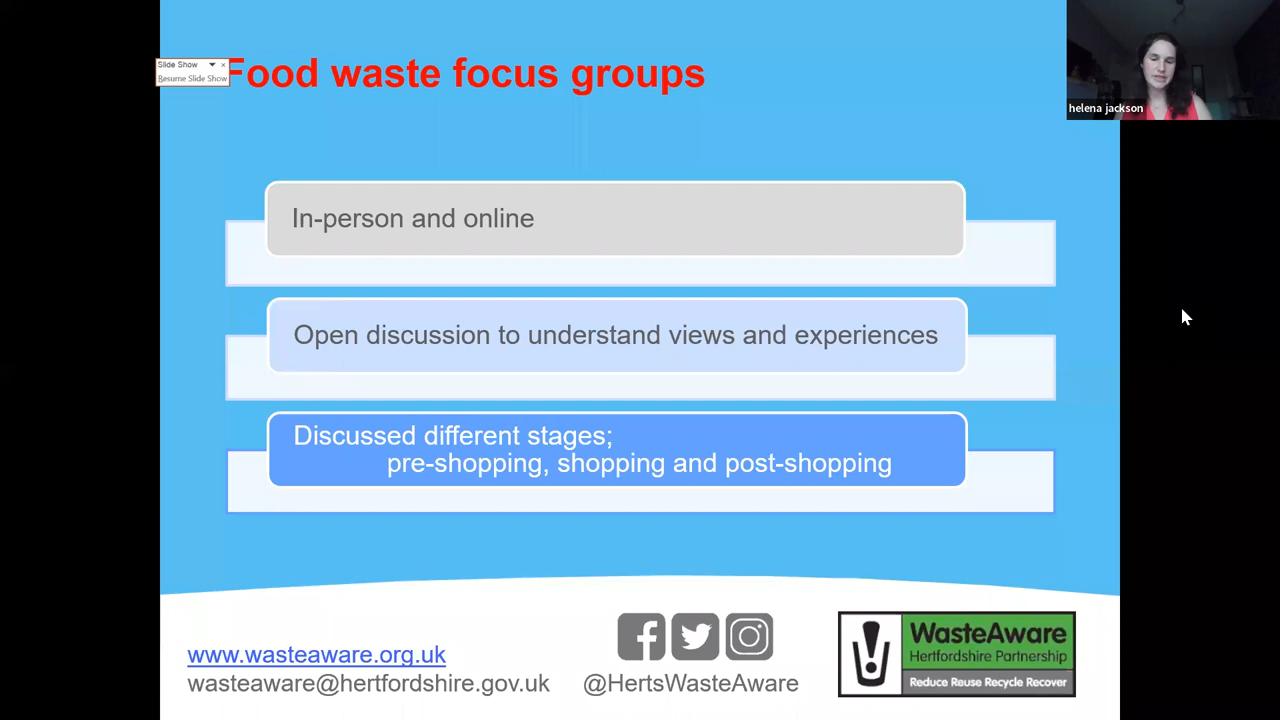 Slide Show
Resume Slide Show
Food waste focus groups
helena jackson
In-person and online
Open discussion to understand views and experiences
Discussed different stages;
pre-shopping, shopping and post-shopping
www.wasteaware.org.uk
wasteaware@hertfordshire.gov.uk
@HertsWasteAware
WasteAware
Hertfordshire Partnership
Reduce Reuse Recycle Recover